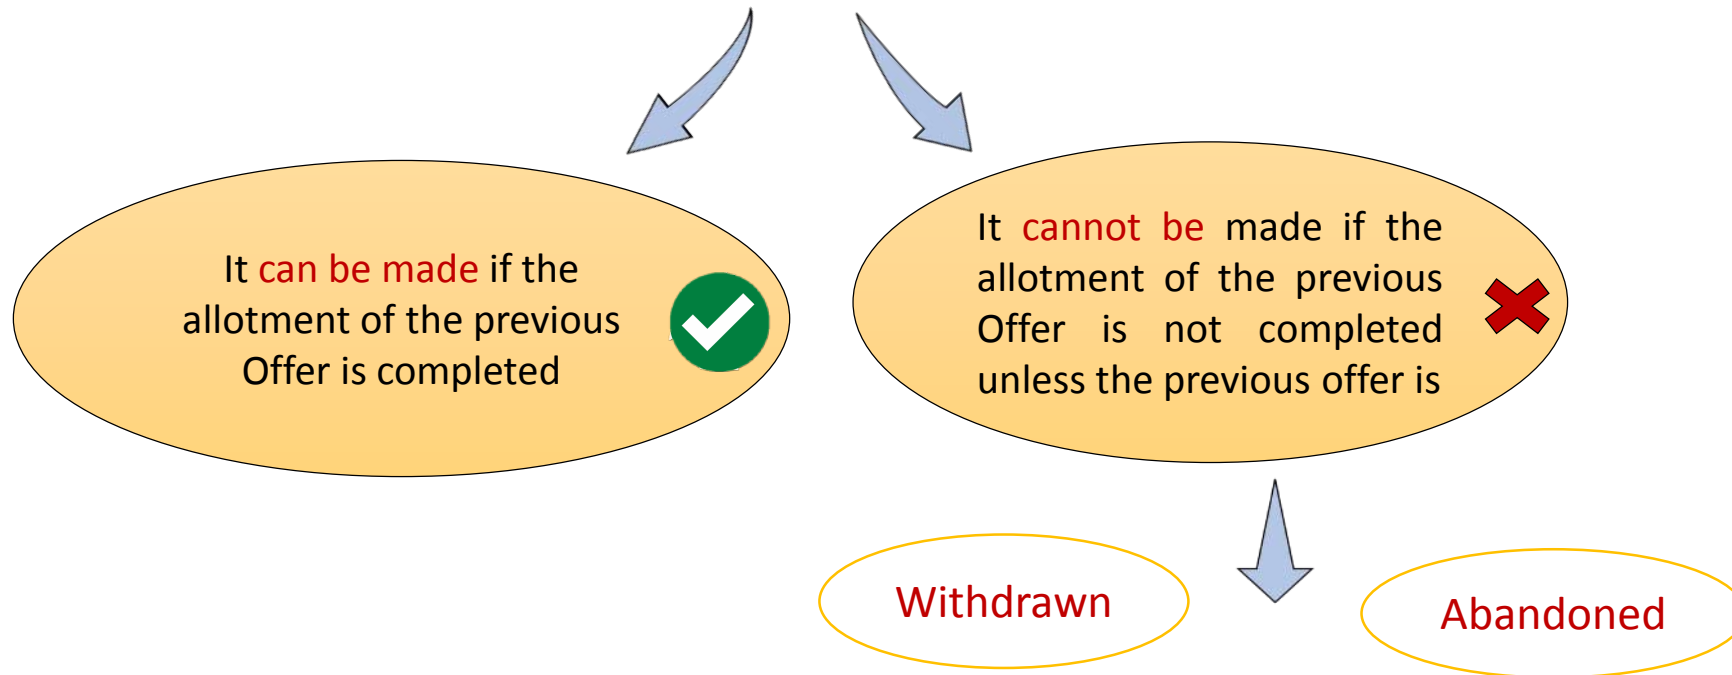 It can be made if the
allotment of the previous
Offer is completed
It cannot be made if the
allotment of the previous
Offer is not completed
unless the previous offer is
Withdrawn
Abandoned